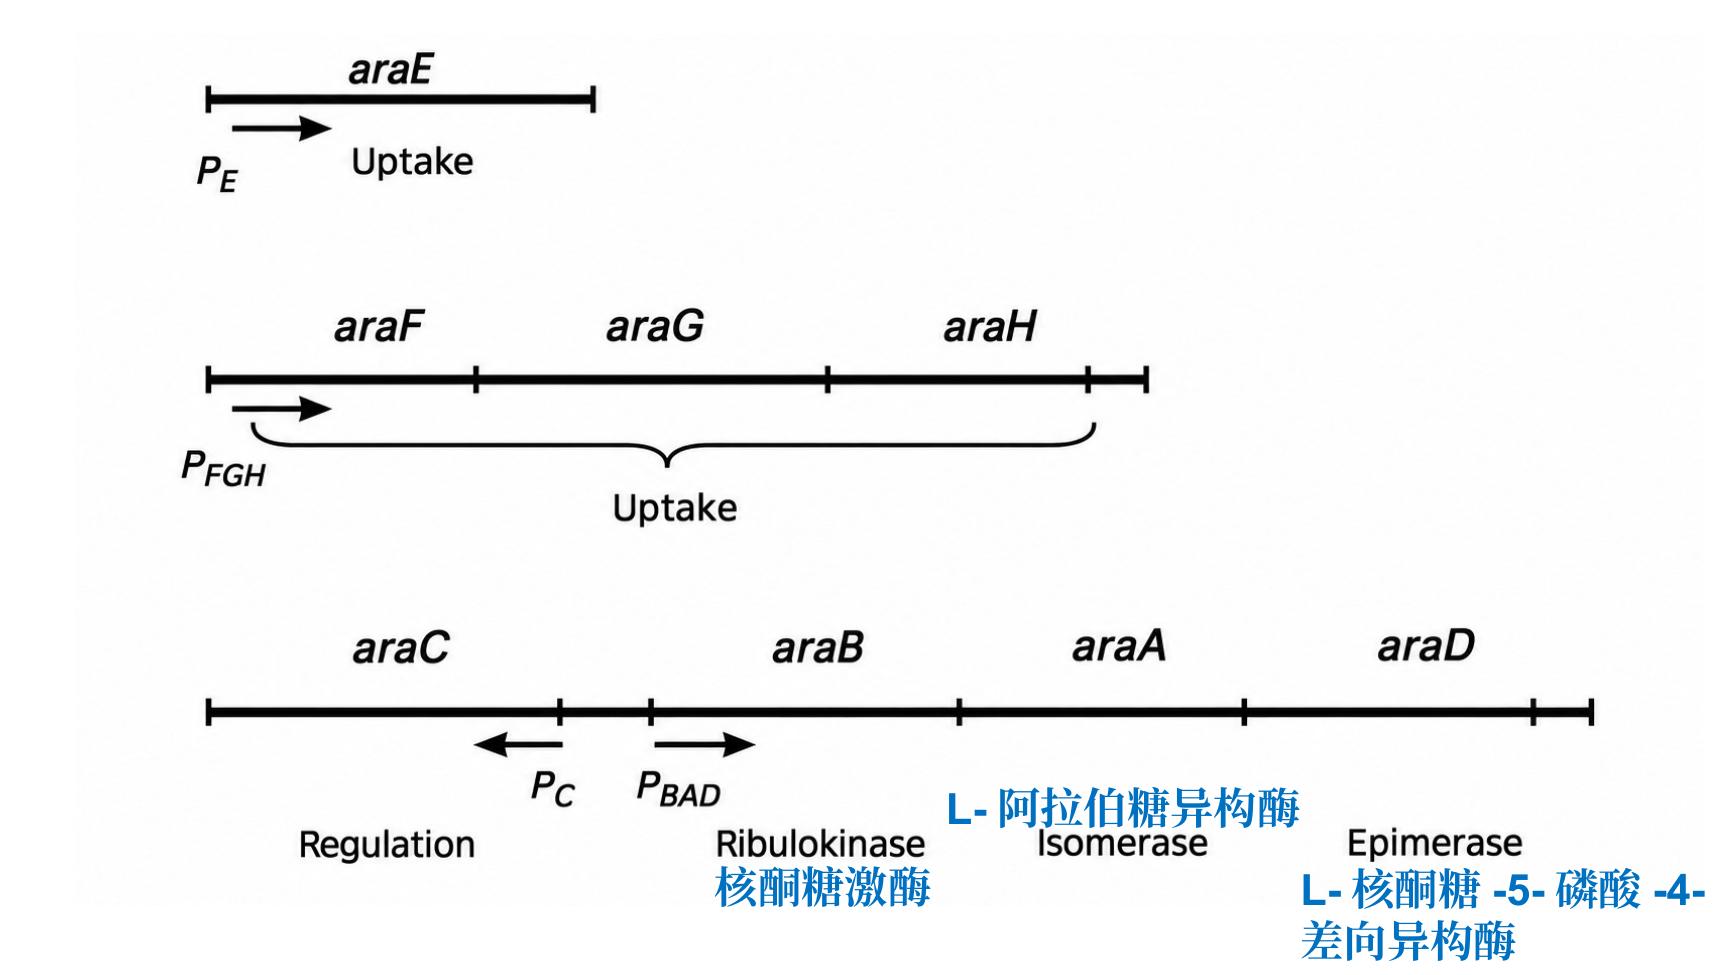 araE
P_E
Uptake
araF araG araH
P_FGH
Uptake
araC araB araA araD
P_C P_BAD
L- 阿拉伯糖异构酶
Regulation Ribulokinase Isomerase Epimerase
核酮糖激酶
L- 核酮糖 -5- 磷酸 -4-
差向异构酶